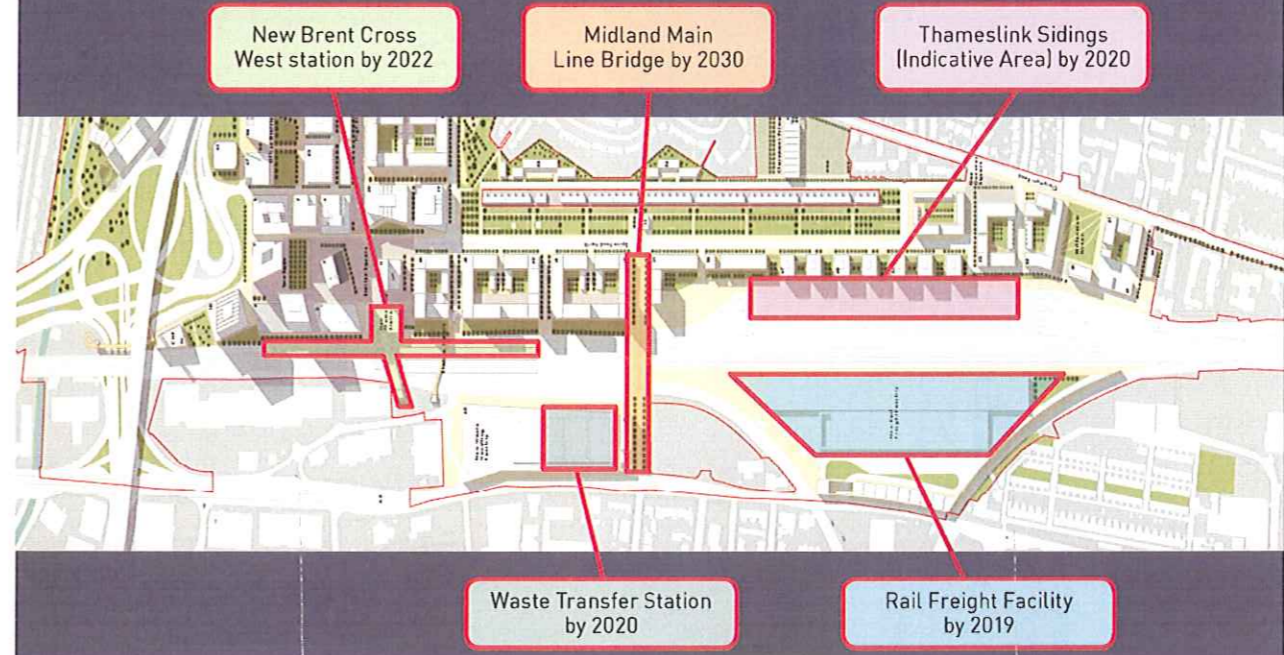 New Brent Cross
West station by 2022
Midland Main
Line Bridge by 2030
Thameslink Sidings
(Indicative Area) by 2020
Waste Transfer Station
by 2020
Rail Freight Facility
by 2019